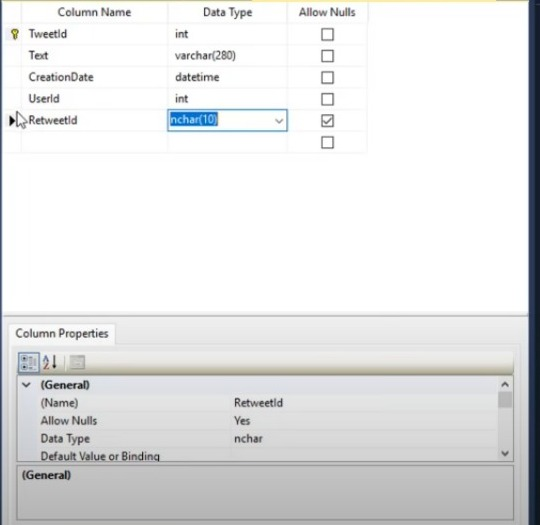 Column Name Data Type Allow Nulls
TweetId int
Text varchar(280)
CreationDate datetime
UserId int
RetweetId nchar(10)
Column Properties
(General)
(Name) RetweetId
Allow Nulls Yes
Data Type nchar
Default Value or Binding
(General)